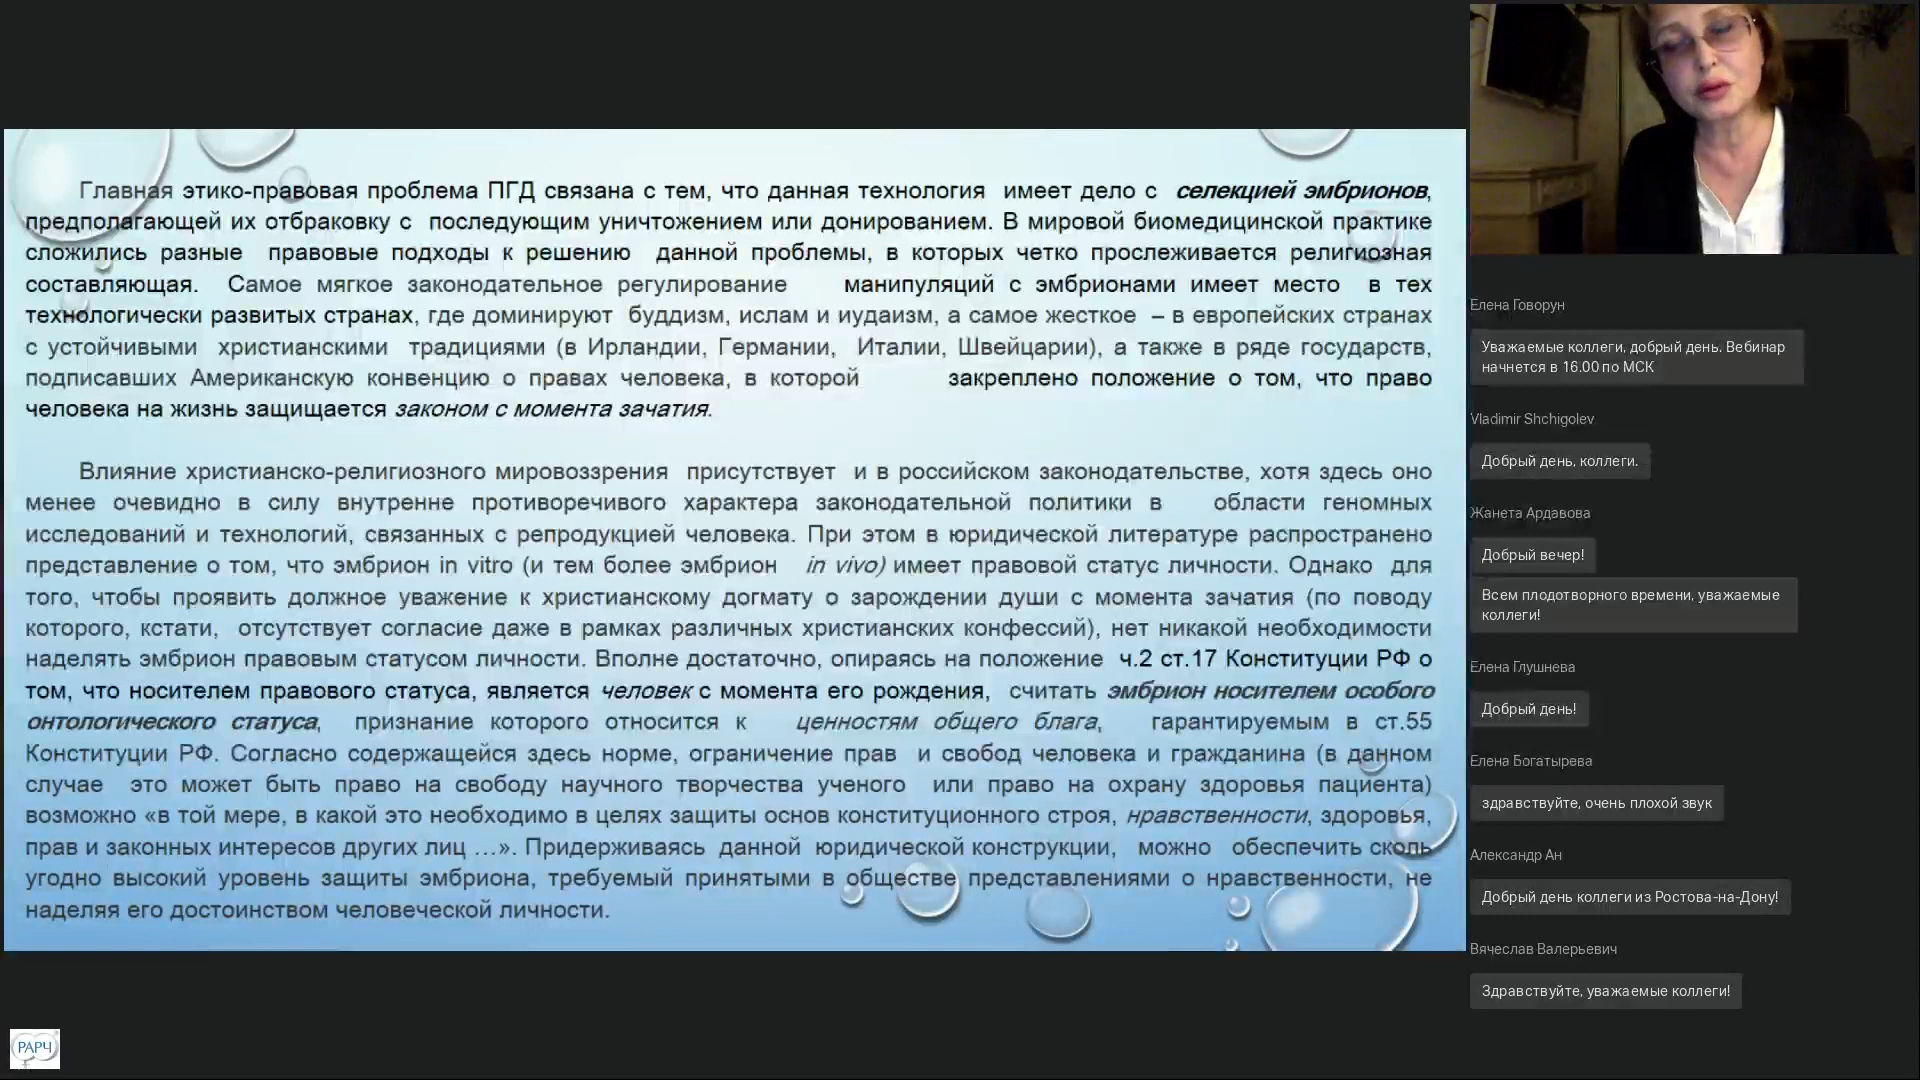 Главная этико-правовая проблема ПГД связана с тем, что данная технология имеет дело с селекцией эмбрионов,
предполагающей их отбраковку с последующим уничтожением или донированием. В мировой биомедицинской практике
сложились разные правовые подходы к решению данной проблемы, в которых четко прослеживается религиозная
составляющая. Самое мягкое законодательное регулирование манипуляций с эмбрионами имеет место в тех
технологически развитых странах, где доминируют буддизм, ислам и иудаизм, а самое жесткое – в европейских странах
с устойчивыми христианскими традициями (в Ирландии, Германии, Италии, Швейцарии), а также в ряде государств,
подписавших Американскую конвенцию о правах человека, в которой закреплено положение о том, что право
человека на жизнь защищается законом с момента зачатия.
Влияние христианско-религиозного мировоззрения присутствует и в российском законодательстве, хотя здесь оно
менее очевидно в силу внутренне противоречивого характера законодательной политики в области геномных
исследований и технологий, связанных с репродукцией человека. При этом в юридической литературе распространено
представление о том, что эмбрион in vitro (и тем более эмбрион in vivo) имеет правовой статус личности. Однако для
того, чтобы проявить должное уважение к христианскому догмату о зарождении души с момента зачатия (по поводу
которого, кстати, отсутствует согласие даже в рамках различных христианских конфессий), нет никакой необходимости
наделять эмбрион правовым статусом личности. Вполне достаточно, опираясь на положение ч.2 ст.17 Конституции РФ о
том, что носителем правового статуса, является человек с момента его рождения, считать эмбрион носителем особого
онтологического статуса, признание которого относится к ценностям общего блага, гарантируемым в ст.55
Конституции РФ. Согласно содержащейся здесь норме, ограничение прав и свобод человека и гражданина (в данном
случае это может быть право на свободу научного творчества ученого или право на охрану здоровья пациента)
возможно «в той мере, в какой это необходимо в целях защиты основ конституционного строя, нравственности, здоровья,
прав и законных интересов других лиц …». Придерживаясь данной юридической конструкции, можно обеспечить сколь
угодно высокий уровень защиты эмбриона, требуемый принятыми в обществе представлениями о нравственности, не
наделяя его достоинством человеческой личности.
РАРЧ
Елена Говорун
Уважаемые коллеги, добрый день. Вебинар
начнется в 16.00 по МСК
Vladimir Shchigolev
Добрый день, коллеги.
Жанета Ардавова
Добрый вечер!
Всем плодотворного времени, уважаемые
коллеги!
Елена Глушнева
Добрый день!
Елена Богатырева
здравствуйте, очень плохой звук
Александр Ан
Добрый день коллеги из Ростова-на-Дону!
Вячеслав Валерьевич
Здравствуйте, уважаемые коллеги!